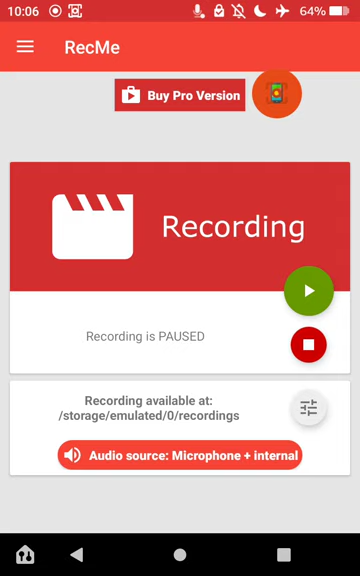 10:06
64%
RecMe
Buy Pro Version
Recording
Recording is PAUSED
Recording available at:
/storage/emulated/0/recordings
Audio source: Microphone + internal